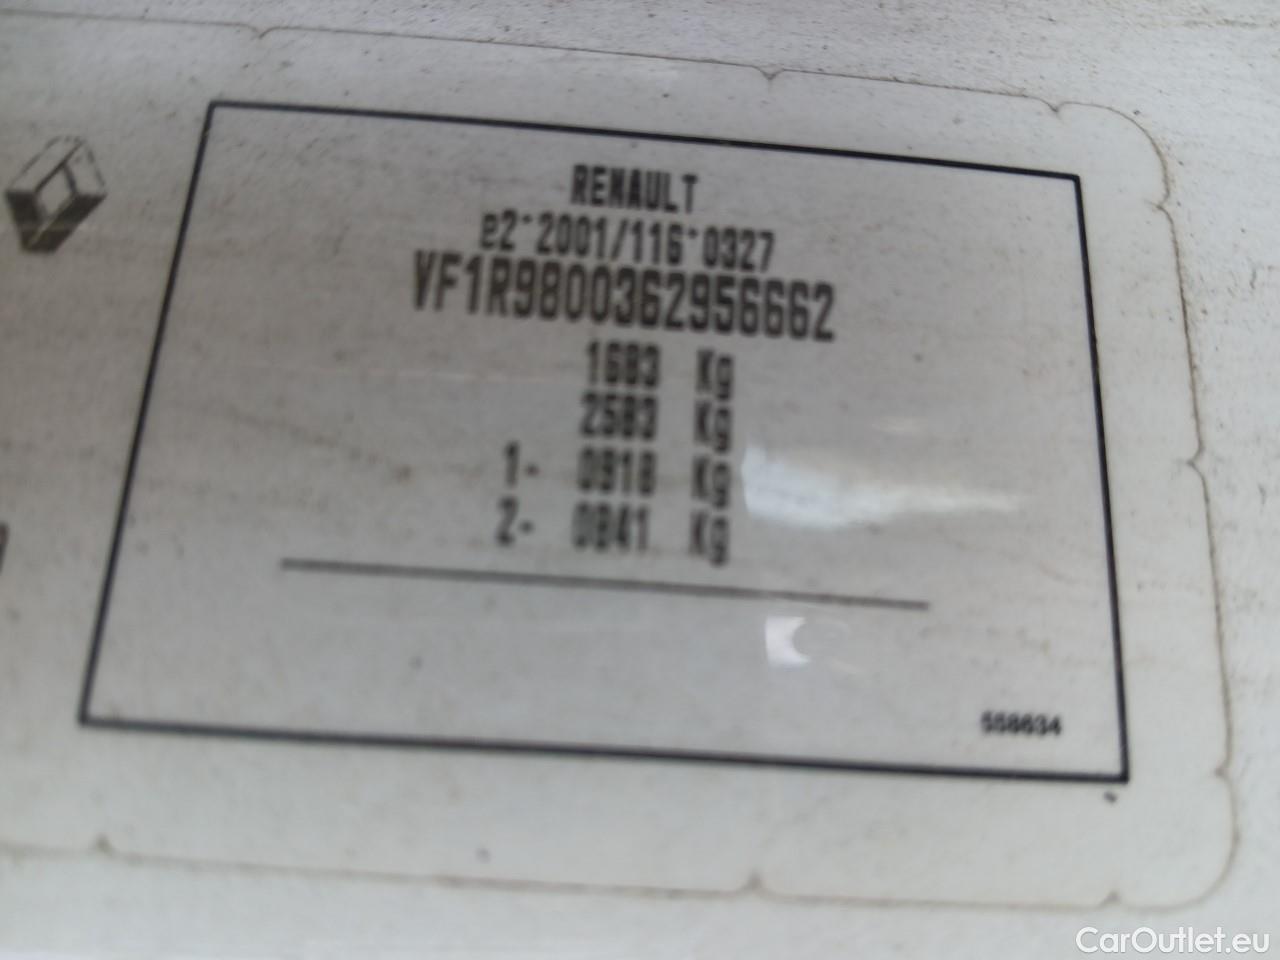 RENAULT
e2*2001/116*0327
VF1R9800362956662
1683 Kg
2583 Kg
1- 0918 Kg
2- 0841 Kg
558634
CarOutlet.eu